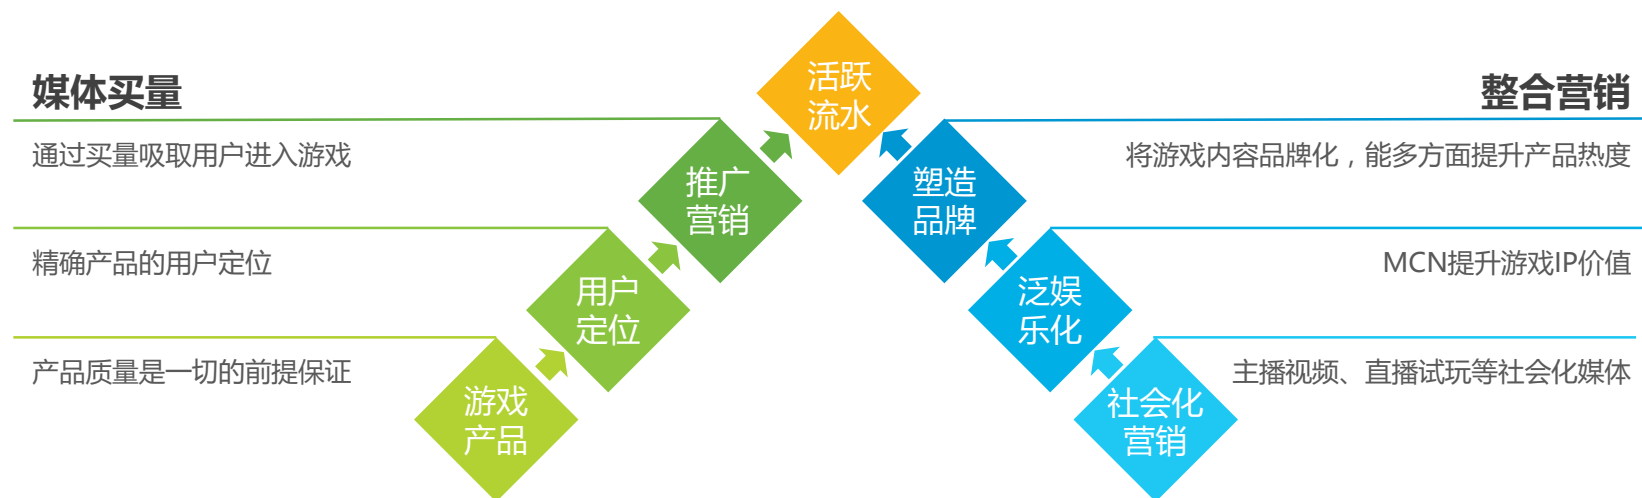 媒体买量
通过买量吸取用户进入游戏
精确产品的用户定位
产品质量是一切的前提保证
活跃
流水
推广
营销
用户
定位
游戏
产品
塑造
品牌
泛娱
乐化
社会化
营销
整合营销
将游戏内容品牌化，能多方面提升产品热度
MCN提升游戏IP价值
主播视频、直播试玩等社会化媒体